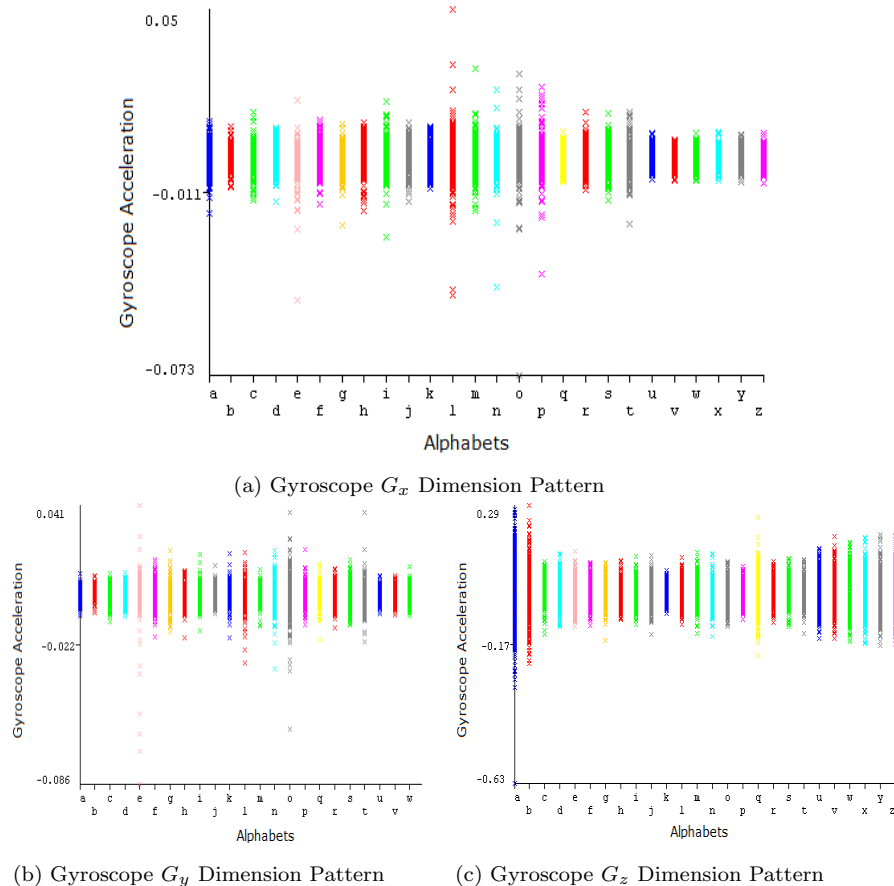 0.05
Gyroscope Acceleration
-0.011
-0.073
a c e g i k m o q s u w y
b d f h j l n p r t v x z
Alphabets
(a) Gyroscope Gx Dimension Pattern
0.041
Gyroscope Acceleration
-0.022
-0.086
a c e g i k m o q s u w
b d f h j l n p r t v
Alphabets
(b) Gyroscope Gy Dimension Pattern
0.29
Gyroscope Acceleration
-0.17
-0.63
a c e g i k m o q s u w y
b d f h j l n p r t v x z
Alphabets
(c) Gyroscope Gz Dimension Pattern